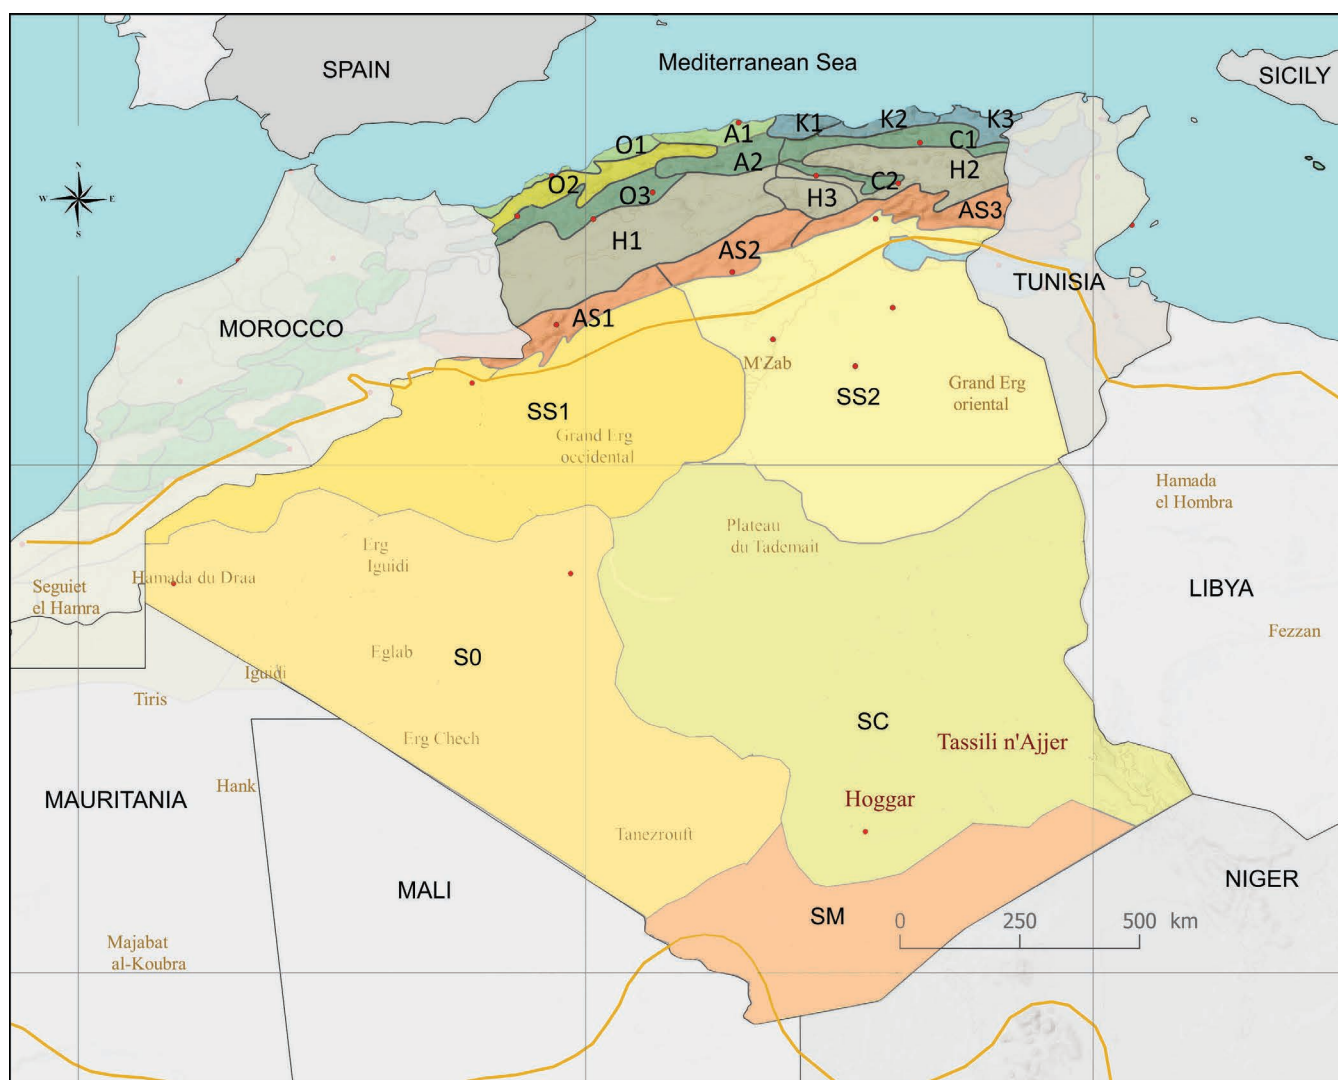 SPAIN
Mediterranean Sea
SICILY
N
W
E
S
O1
A1
K1
K2
K3
O2
A2
C1
O3
C2
H2
H1
H3
AS3
AS2
AS1
MOROCCO
TUNISIA
M'Zab
SS1
SS2
Grand Erg
oriental
Grand Erg
occidental
Hamada
el Hombra
Plateau
du Tademait
Erg
Iguidi
Hamada du Draa
Seguiet
el Hamra
LIBYA
Fezzan
Eglab
S0
Iguidi
Tiris
SC
Erg Chech
Tassili n'Ajjer
Hank
MAURITANIA
Hoggar
Tanezrouft
MALI
NIGER
SM
0
250
500 km
Majabat
al-Koubra